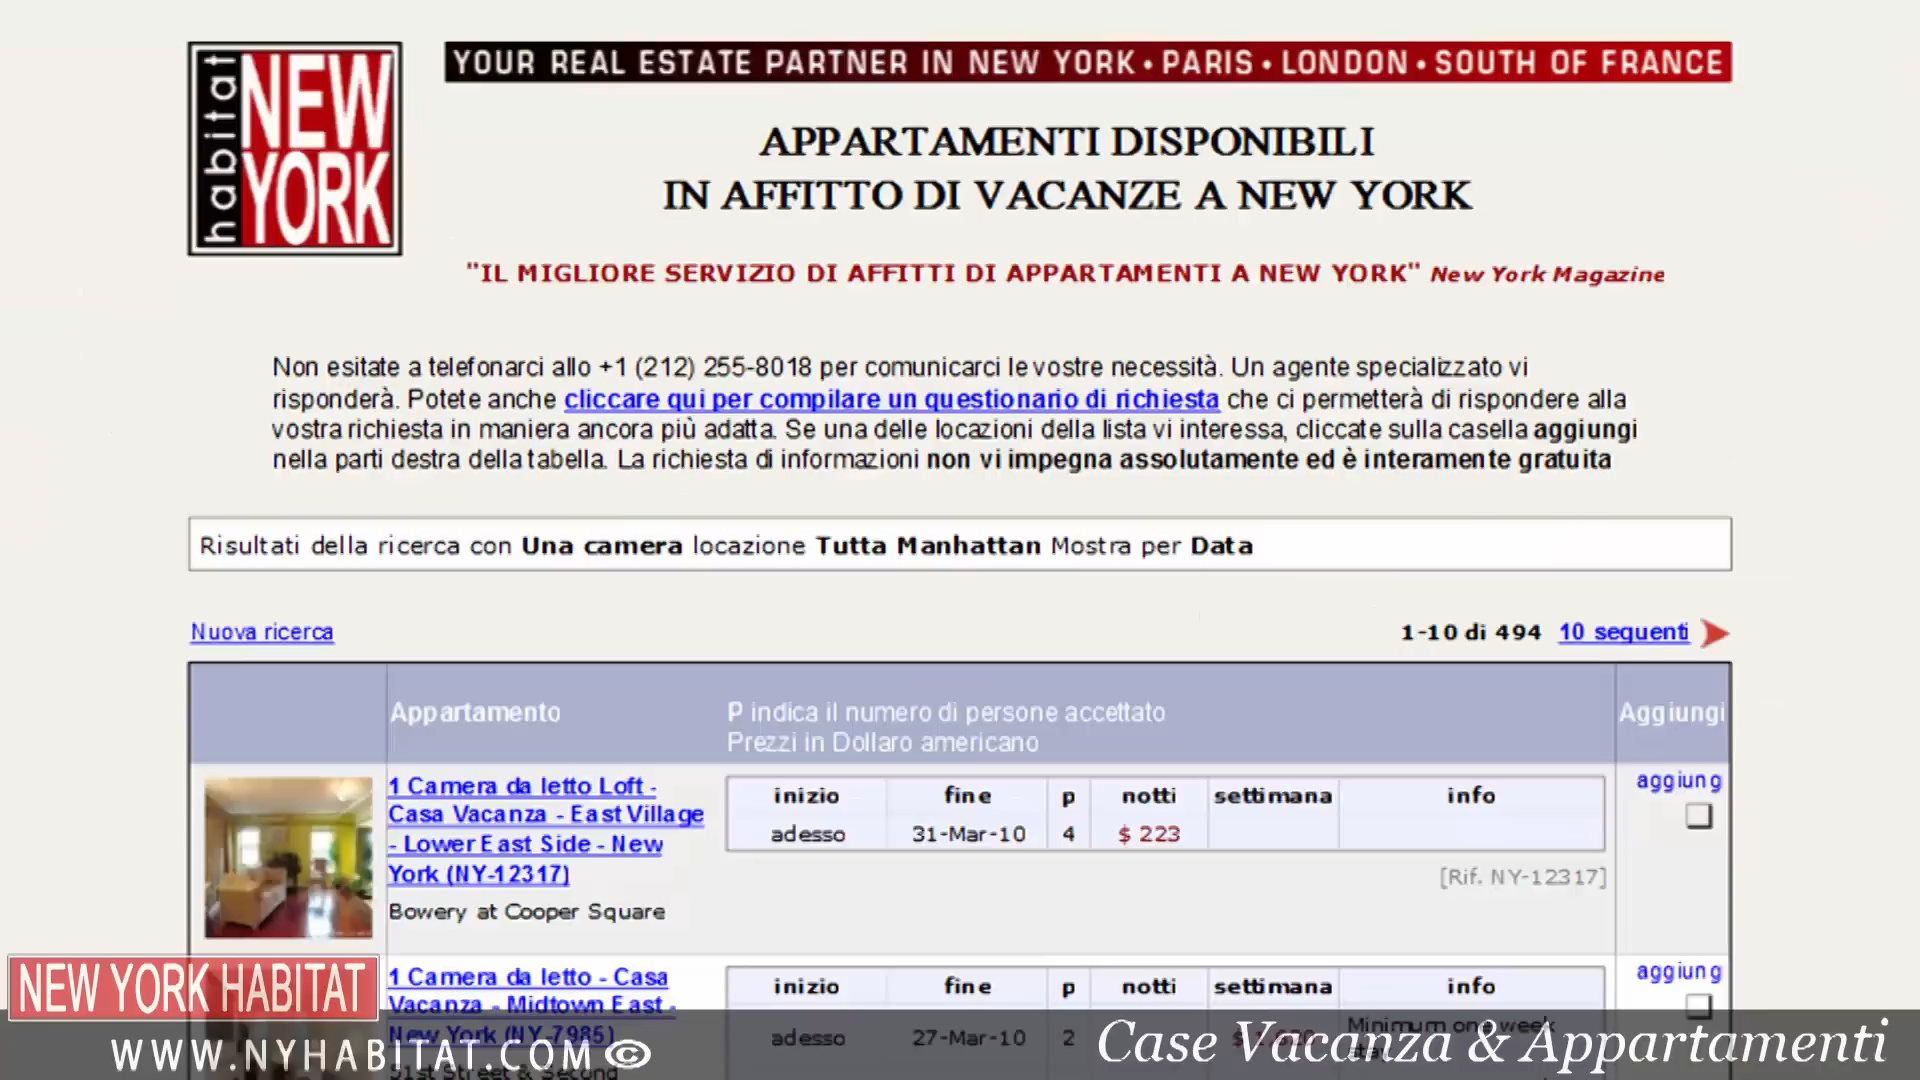 habitat
NEW
YORK
YOUR REAL ESTATE PARTNER IN NEW YORK • PARIS • LONDON • SOUTH OF FRANCE
APPARTAMENTI DISPONIBILI
IN AFFITTO DI VACANZE A NEW YORK
"IL MIGLIORE SERVIZIO DI AFFITTI DI APPARTAMENTI A NEW YORK" New York Magazine
Non esitate a telefonarci allo +1 (212) 255-8018 per comunicarci le vostre necessità. Un agente specializzato vi
risponderà. Potete anche cliccare qui per compilare un questionario di richiesta che ci permetterà di rispondere alla
vostra richiesta in maniera ancora più adatta. Se una delle locazioni della lista vi interessa, cliccate sulla casella aggiungi
nella parti destra della tabella. La richiesta di informazioni non vi impegna assolutamente ed è interamente gratuita
Risultati della ricerca con Una camera locazione Tutta Manhattan Mostra per Data
Nuova ricerca
1-10 di 494 10 seguenti
Appartamento
P indica il numero di persone accettato
Prezzi in Dollaro americano
Aggiungi
1 Camera da letto Loft -
Casa Vacanza - East Village
- Lower East Side - New
York (NY-12317)
Bowery at Cooper Square
inizio fine p notti settimana info
adesso 31-Mar-10 4 $ 223
[Rif. NY-12317]
aggiung
1 Camera da letto - Casa
Vacanza - Midtown East -
New York (NY-7985)
51st Street & Second
inizio fine p notti settimana info
adesso 27-Mar-10 2 Minimum one week
aggiung
NEW YORK HABITAT
WWW.NYHABITAT.COM ©
Case Vacanza & Appartamenti